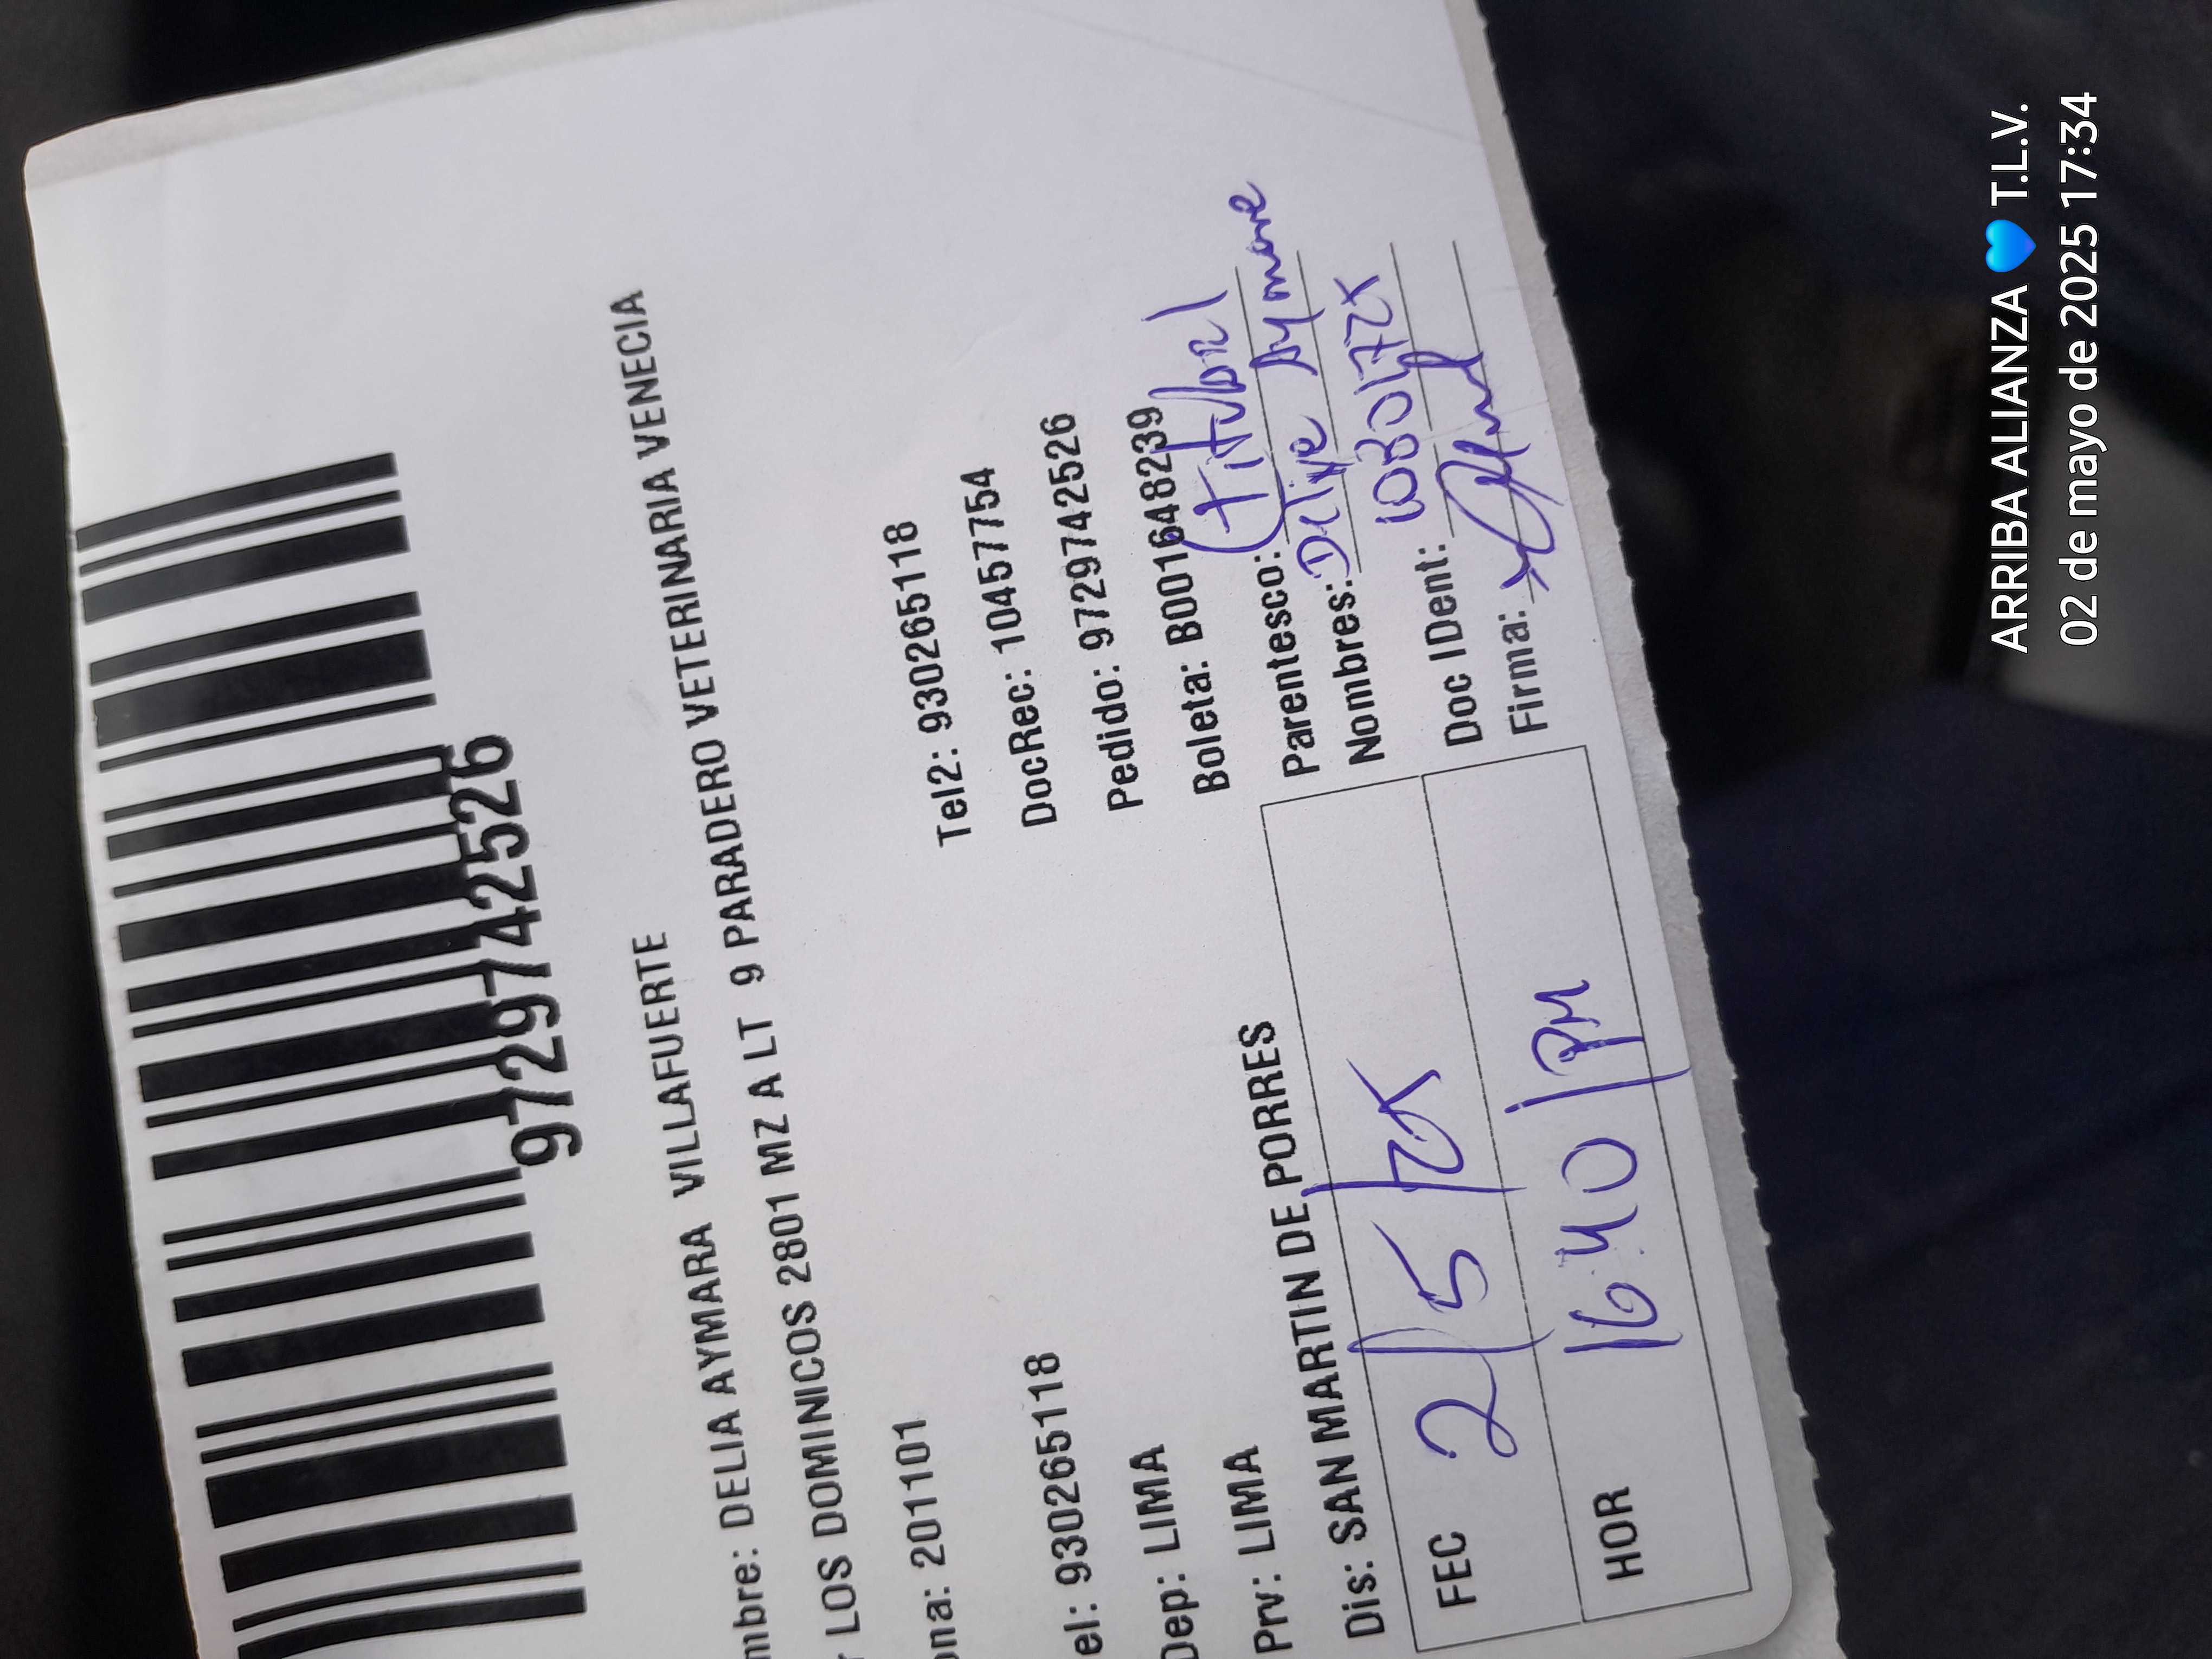 9729742526
mbre: DELIA AYMARA VILLAFUERTE
LOS DOMINICOS 2801 MZ A LT 9 PARADERO VETERINARIA VENECIA
ona: 201101
Tel2: 930265118
el: 930265118
DocRec: 10457754
Dep: LIMA
Pedido: 9729742526
Prv: LIMA
Boleta: B001648239
Dis: SAN MARTIN DE PORRES
Parentesco: (Titular)
Nombres: Aymara
Doc IDent:
Firma:
FEC 2/5/25
HOR 16:40 pm
ARRIBA ALIANZA 💙 T.L.V.
02 de mayo de 2025 17:34